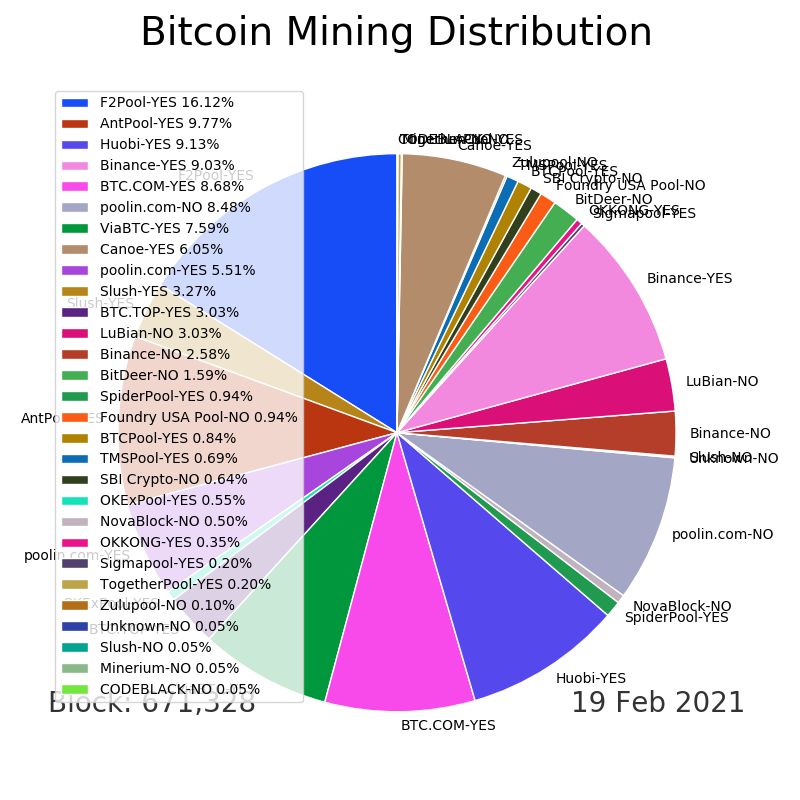 Bitcoin Mining Distribution
F2Pool-YES 16.12%
AntPool-YES 9.77%
Huobi-YES 9.13%
Binance-YES 9.03%
BTC.COM-YES 8.68%
poolin.com-NO 8.48%
ViaBTC-YES 7.59%
Canoe-YES 6.05%
poolin.com-YES 5.51%
Slush-YES 3.27%
BTC.TOP-YES 3.03%
LuBian-NO 3.03%
Binance-NO 2.58%
BitDeer-NO 1.59%
SpiderPool-YES 0.94%
Foundry USA Pool-NO 0.94%
BTCPool-YES 0.84%
TMSPool-YES 0.69%
SBI Crypto-NO 0.64%
OKExPool-YES 0.55%
NovaBlock-NO 0.50%
OKKONG-YES 0.35%
Sigmapool-YES 0.20%
TogetherPool-YES 0.20%
Zulupool-NO 0.10%
Unknown-NO 0.05%
Slush-NO 0.05%
Minerium-NO 0.05%
CODEBLACK-NO 0.05%
Canoe-YES
Zulupool-NO
TMSPool-YES
BTCPool-YES
SBI Crypto-NO
Foundry USA Pool-NO
BitDeer-NO
OKKONG-YES
Sigmapool-YES
Binance-YES
LuBian-NO
Binance-NO
Slush-NO
Unknown-NO
poolin.com-NO
NovaBlock-NO
SpiderPool-YES
Huobi-YES
BTC.COM-YES
F2Pool-YES
Slush-YES
poolin.com-YES
Block: 671,328
19 Feb 2021